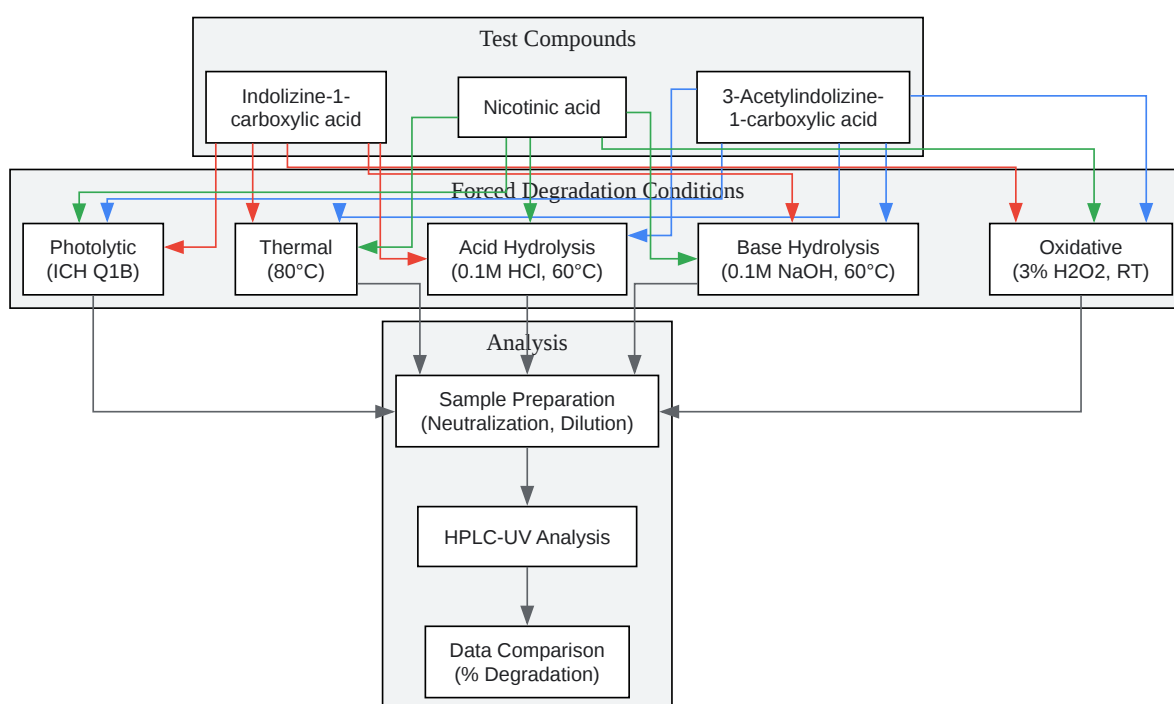 Test Compounds
Indolizine-1-
carboxylic acid
Nicotinic acid
3-Acetylindolizine-
1-carboxylic acid
Forced Degradation Conditions
Photolytic
(ICH Q1B)
Thermal
(80°C)
Acid Hydrolysis
(0.1M HCl, 60°C)
Base Hydrolysis
(0.1M NaOH, 60°C)
Oxidative
(3% H2O2, RT)
Analysis
Sample Preparation
(Neutralization, Dilution)
HPLC-UV Analysis
Data Comparison
(% Degradation)